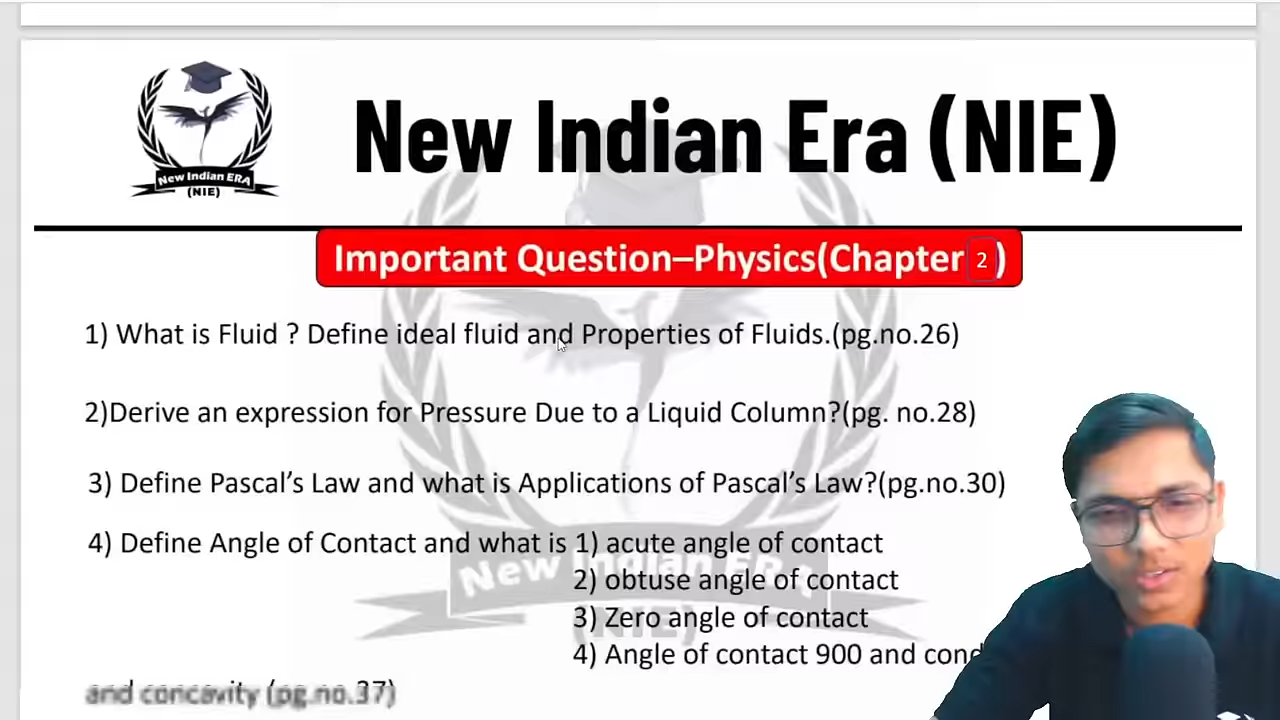 New Indian ERA
(NIE)
New Indian Era (NIE)
Important Question–Physics(Chapter 2)
1) What is Fluid ? Define ideal fluid and Properties of Fluids.(pg.no.26)
2)Derive an expression for Pressure Due to a Liquid Column?(pg. no.28)
3) Define Pascal’s Law and what is Applications of Pascal’s Law?(pg.no.30)
4) Define Angle of Contact and what is 1) acute angle of contact
2) obtuse angle of contact
3) Zero angle of contact
4) Angle of contact 900 and
and concavity (pg.no.37)
New Indian ERA
(NIE)